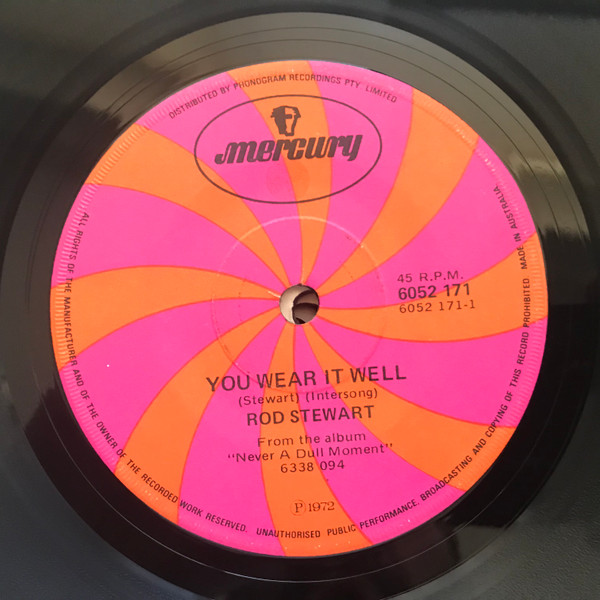 DISTRIBUTED BY PHONOGRAM RECORDINGS PTY. LIMITED
mercury
45 R.P.M.
6052 171
6052 171-1
YOU WEAR IT WELL
(Stewart) (Intersong)
ROD STEWART
From the album
"Never A Dull Moment"
6338 094
Ⓟ 1972
ALL RIGHTS OF THE MANUFACTURER AND OF THE OWNER OF THE RECORDED WORK RESERVED. UNAUTHORISED PUBLIC PERFORMANCE, BROADCASTING AND COPYING OF THIS RECORD PROHIBITED MADE IN AUSTRALIA.